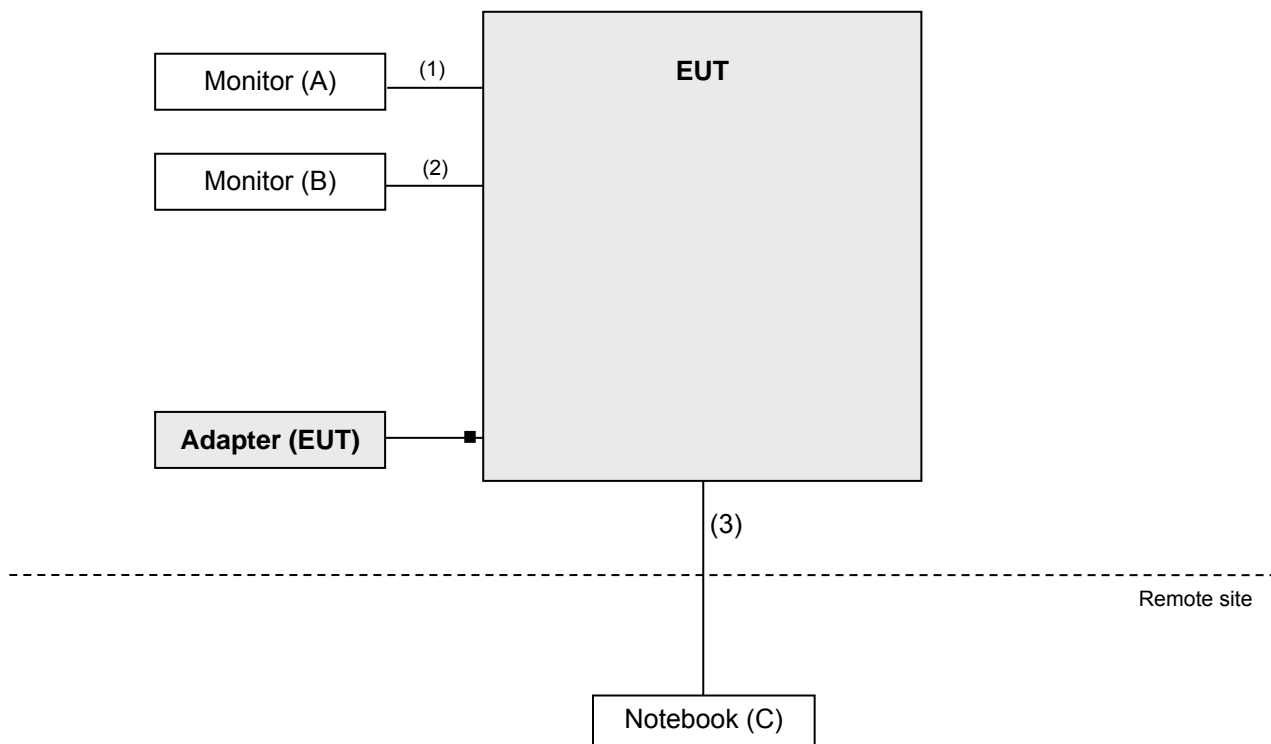 Monitor (A)
(1)
EUT
Monitor (B)
(2)
Adapter (EUT)
(3)
Remote site
Notebook (C)